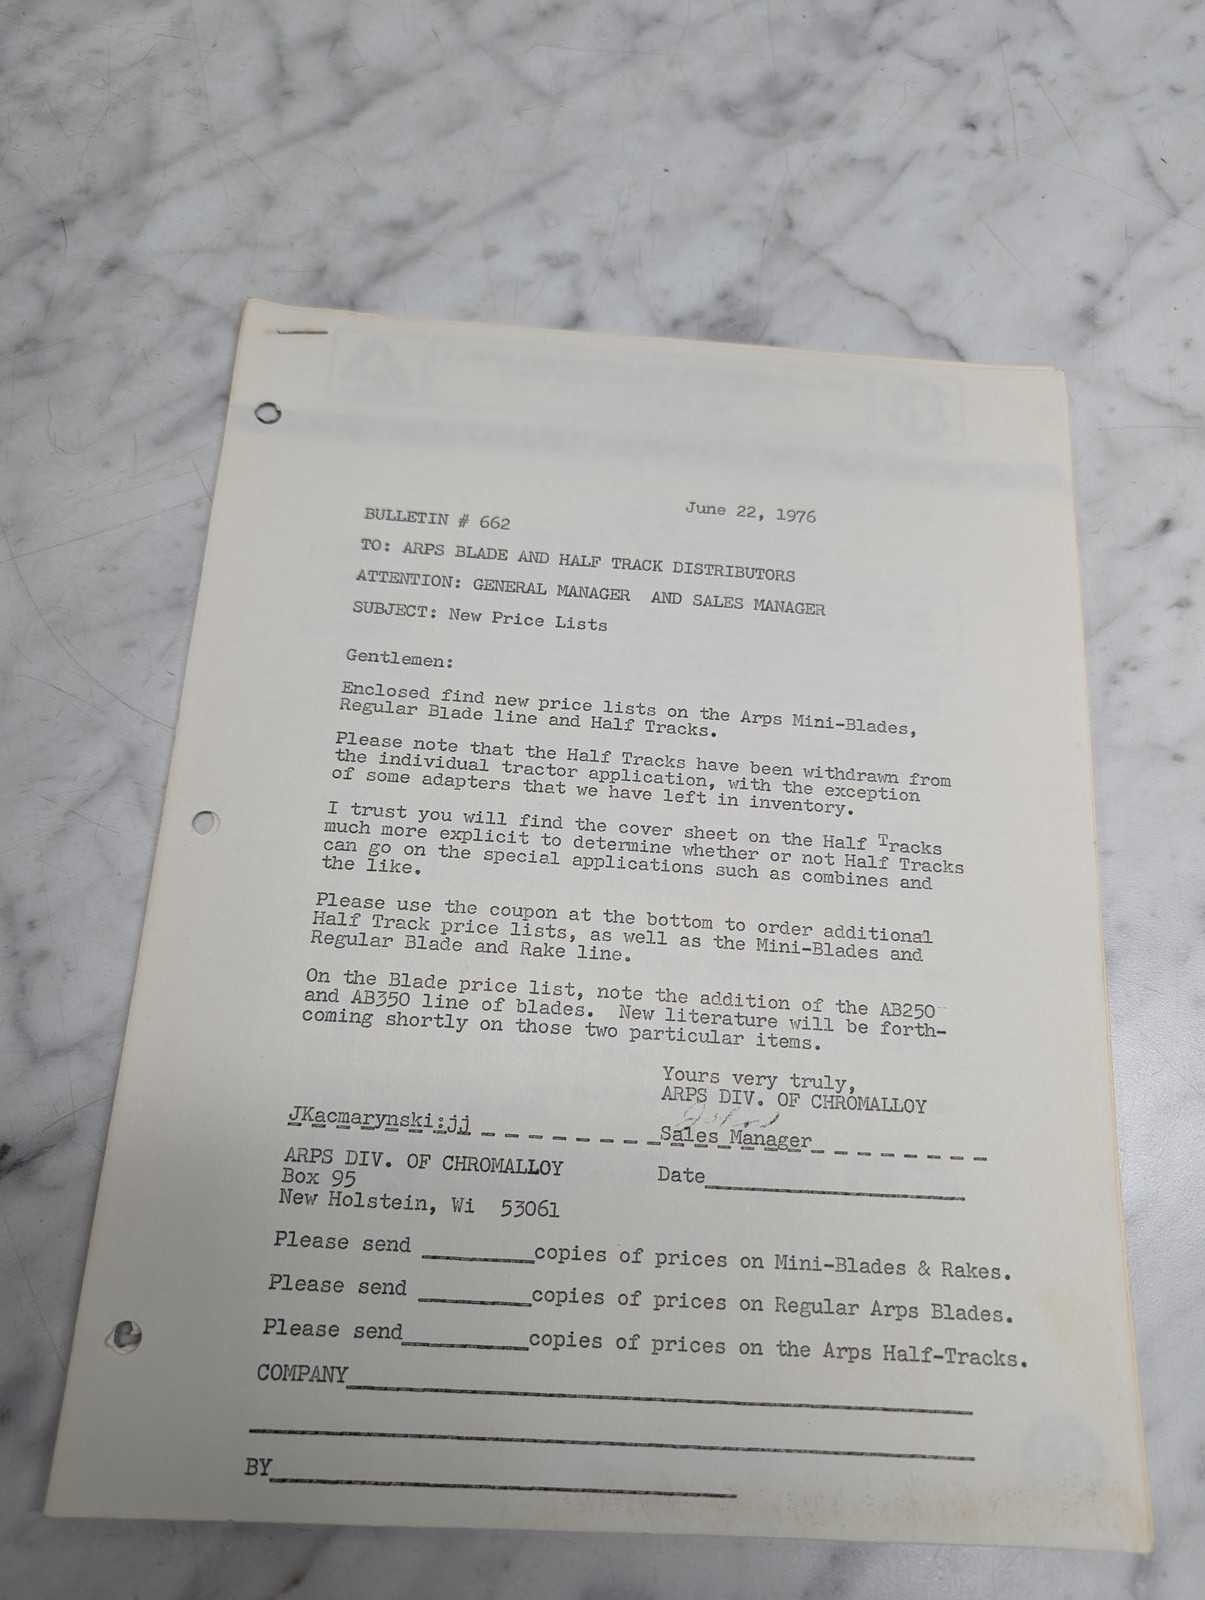 June 22, 1976
BULLETIN # 662
TO: ARPS BLADE AND HALF TRACK DISTRIBUTORS
ATTENTION: GENERAL MANAGER AND SALES MANAGER
SUBJECT: New Price Lists
Gentlemen:
Enclosed find new price lists on the Arps Mini-Blades,
Regular Blade line and Half Tracks.
Please note that the Half Tracks have been withdrawn from
the individual tractor application, with the exception
of some adapters that we have left in inventory.
I trust you will find the cover sheet on the Half Tracks
much more explicit to determine whether or not Half Tracks
can go on the special applications such as combines and
the like.
Please use the coupon at the bottom to order additional
Half Track price lists, as well as the Mini-Blades and
Regular Blade and Rake line.
On the Blade price list, note the addition of the AB250
and AB350 line of blades. New literature will be forth-
coming shortly on those two particular items.
Yours very truly,
ARPS DIV. OF CHROMALLOY
John
JKacmarynski:jj
Sales Manager
ARPS DIV. OF CHROMALLOY
Date
Box 95
New Holstein, Wi 53061
Please send ________copies of prices on Mini-Blades & Rakes.
Please send ________copies of prices on Regular Arps Blades.
Please send________copies of prices on the Arps Half-Tracks.
COMPANY
BY